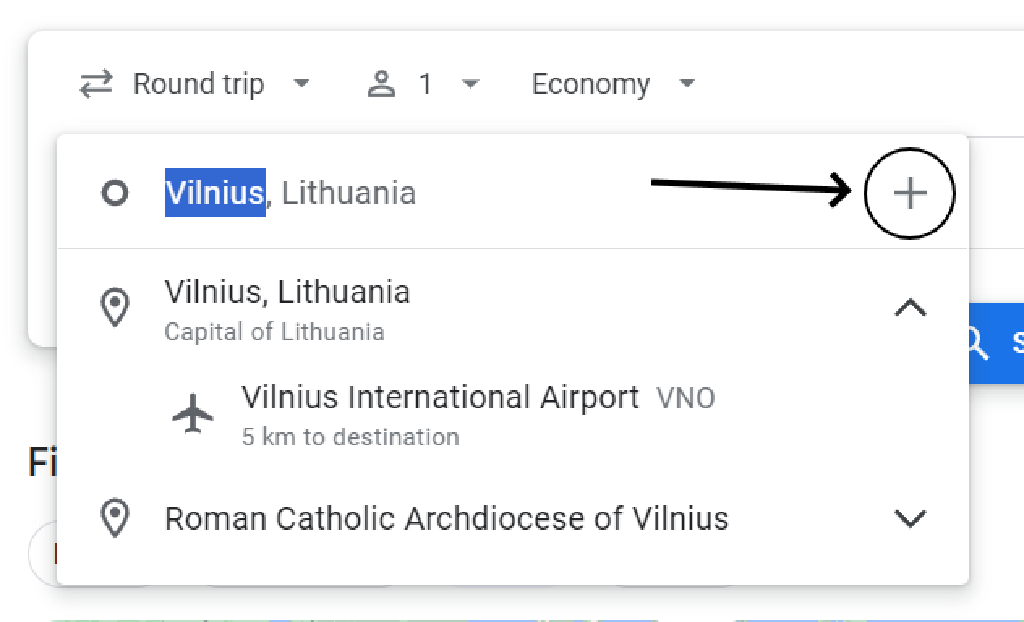 Round trip 1 Economy
Vilnius, Lithuania
Vilnius, Lithuania
Capital of Lithuania
Vilnius International Airport VNO
5 km to destination
Fi
Roman Catholic Archdiocese of Vilnius